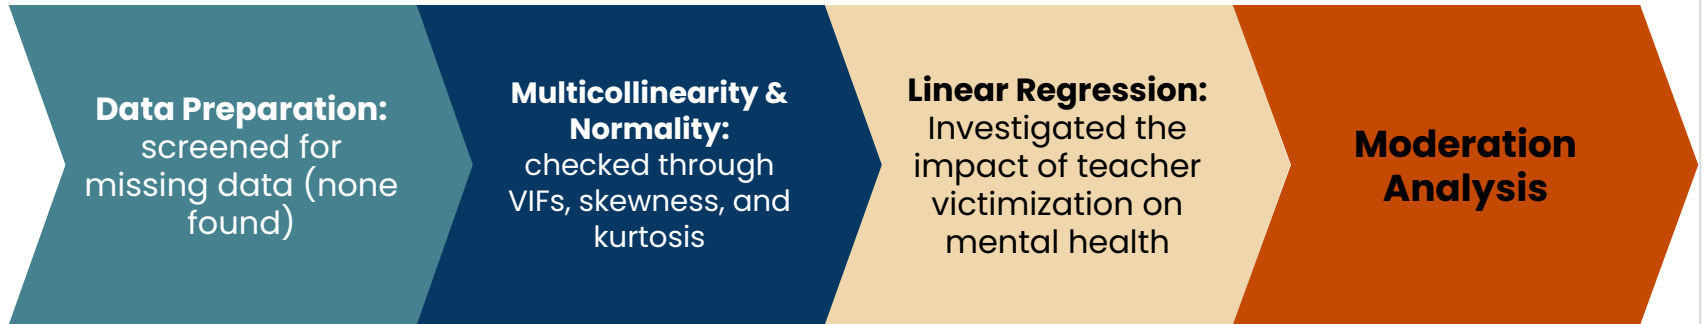 Data Preparation:
screened for
missing data (none
found)
Multicollinearity &
Normality:
checked through
VIFs, skewness, and
kurtosis
Linear Regression:
Investigated the
impact of teacher
victimization on
mental health
Moderation
Analysis